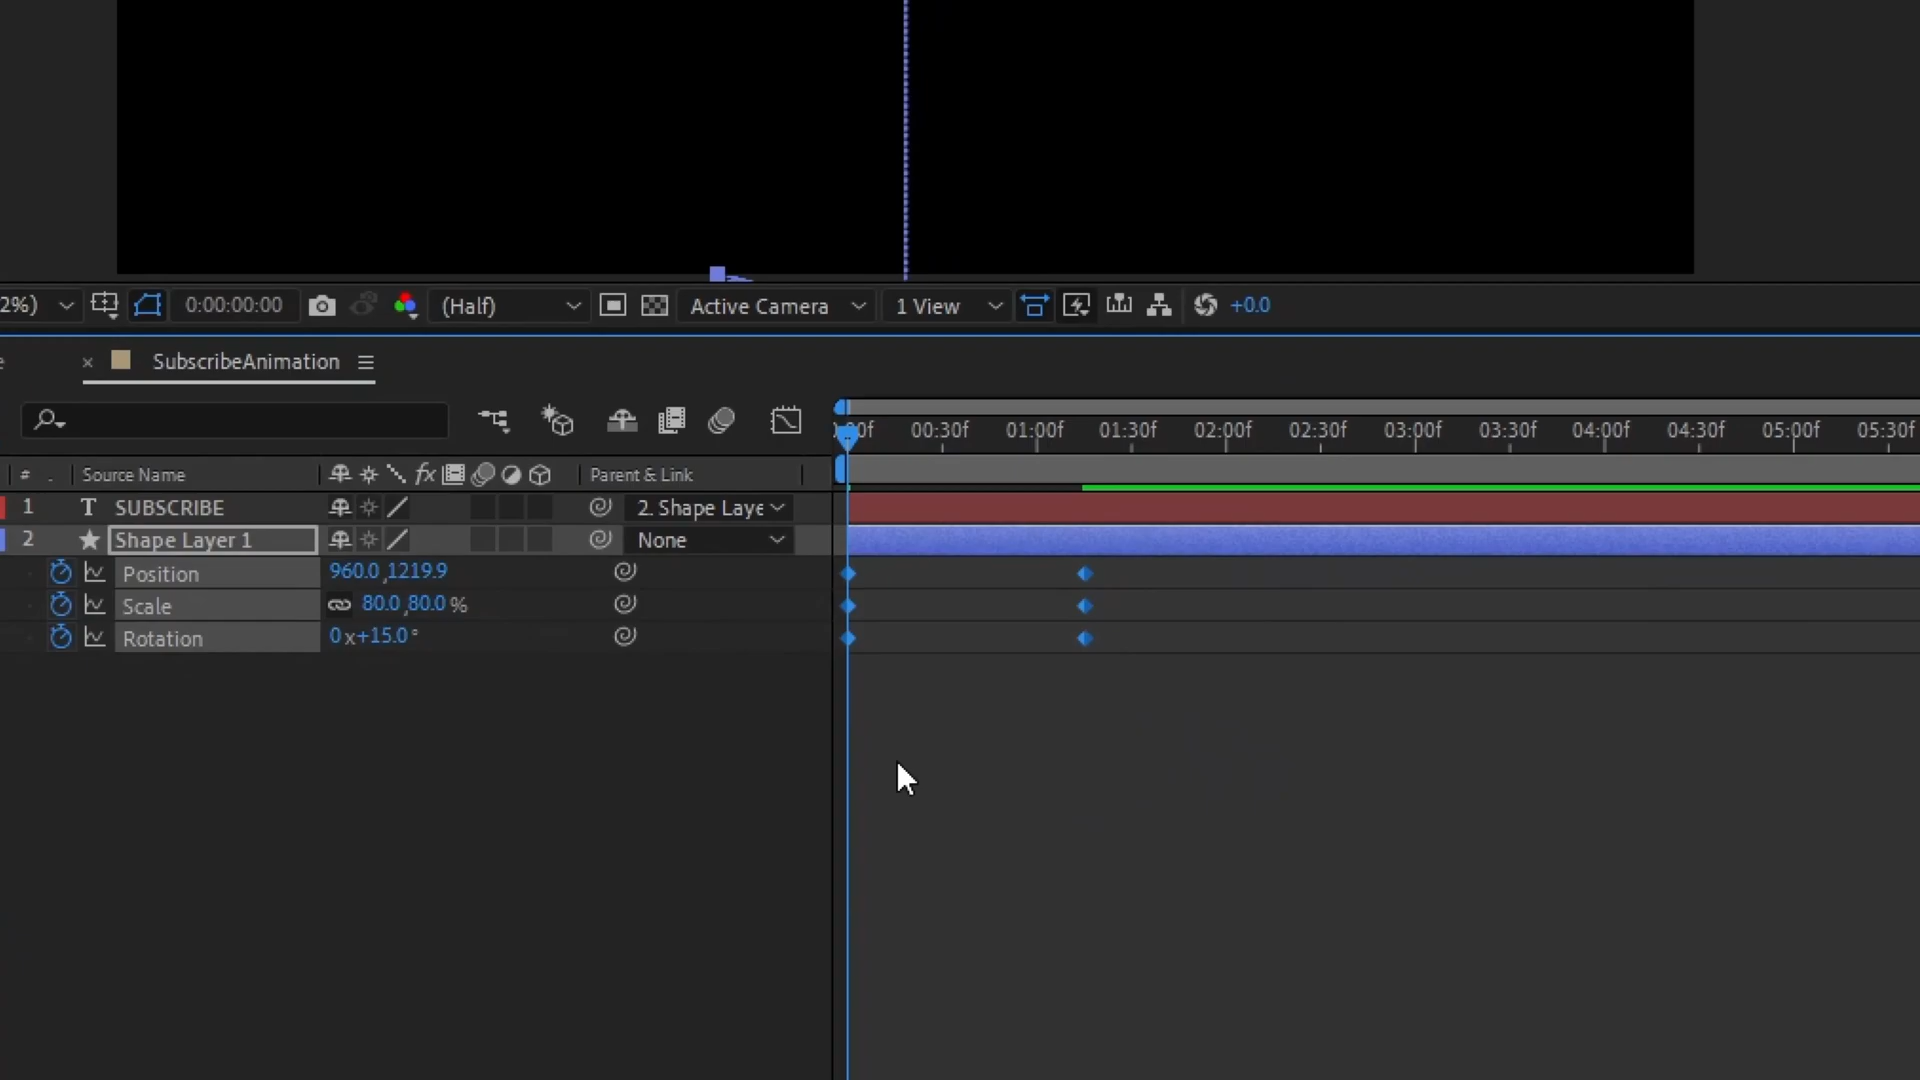 2%) 0:00:00:00 (Half) Active Camera 1 View +0.0
× SubscribeAnimation
00f 00:30f 01:00f 01:30f 02:00f 02:30f 03:00f 03:30f 04:00f 04:30f 05:00f 05:30f
# . Source Name fx Parent & Link
1 T SUBSCRIBE 2. Shape Laye
2 Shape Layer 1 None
Position 960.0,1219.9
Scale 80.0,80.0 %
Rotation 0x+15.0°